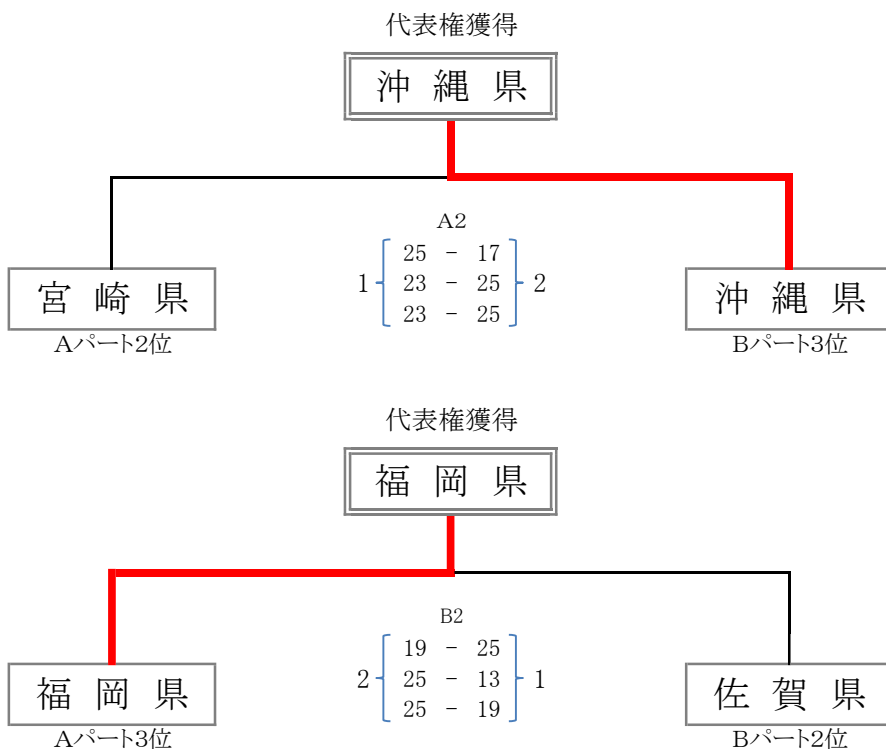 代表権獲得
沖縄県
A2
25 - 17
1 23 - 25 2
23 - 25
宮崎県 沖縄県
Aパート2位 Bパート3位
代表権獲得
福岡県
B2
19 - 25
2 25 - 13 1
25 - 19
福岡県 佐賀県
Aパート3位 Bパート2位